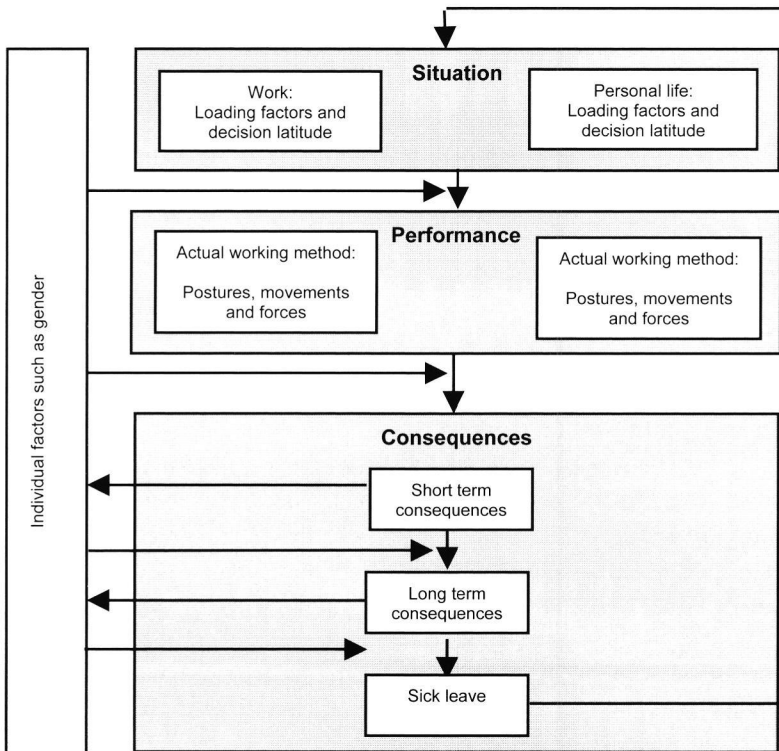 Situation
Work:
Loading factors and
decision latitude
Personal life:
Loading factors and
decision latitude
Performance
Actual working method:
Postures, movements
and forces
Actual working method:
Postures, movements
and forces
Individual factors such as gender
Consequences
Short term
consequences
Long term
consequences
Sick leave